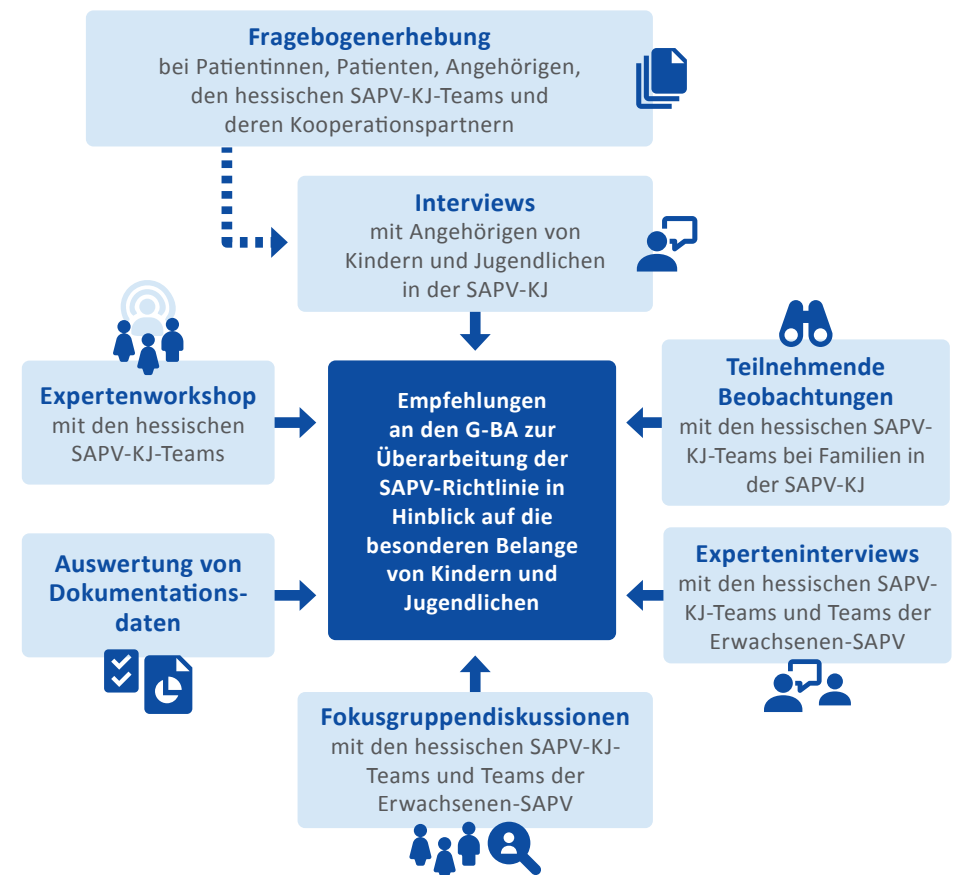 Fragebogenerhebung
bei Patientinnen, Patienten, Angehörigen,
den hessischen SAPV-KJ-Teams und
deren Kooperationspartnern
Interviews
mit Angehörigen von
Kindern und Jugendlichen
in der SAPV-KJ
Expertenworkshop
mit den hessischen
SAPV-KJ-Teams
Empfehlungen
an den G-BA zur
Überarbeitung der
SAPV-Richtlinie in
Hinblick auf die
besonderen Belange
von Kindern und
Jugendlichen
Teilnehmende
Beobachtungen
mit den hessischen SAPV-
KJ-Teams bei Familien in
der SAPV-KJ
Auswertung von
Dokumentations-
daten
Experteninterviews
mit den hessischen SAPV-
KJ-Teams und Teams der
Erwachsenen-SAPV
Fokusgruppendiskussionen
mit den hessischen SAPV-KJ-
Teams und Teams der
Erwachsenen-SAPV